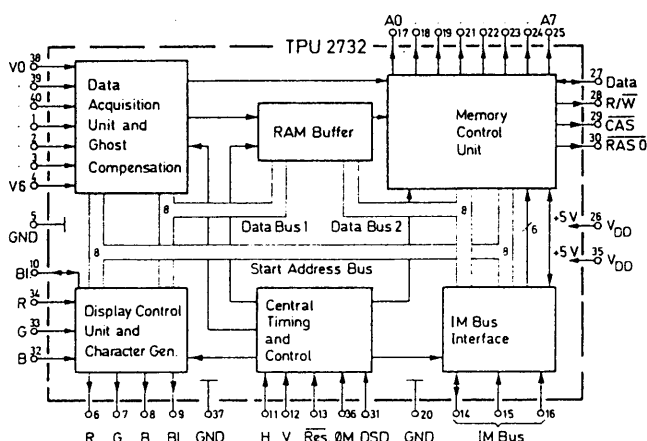 A0 A7
17 18 19 21 22 23 24 25
TPU 2732
V0 38
39
40
1
2
3
V6 4
Data
Acquisition
Unit and
Ghost
Compensation
RAM Buffer
Memory
Control
Unit
27 Data
28 R/W̅
29 C̅A̅S̅
30 R̅A̅S̅ 0̅
8 8 8 8 6
Data Bus 1 Data Bus 2
Start Address Bus
5
GND
+5 V 26 VDD
+5 V 35 VDD
BI 10
R 34
G 33
B 32
Display Control
Unit and
Character Gen.
Central
Timing
and
Control
IM Bus
Interface
6 7 8 9 37 11 12 13 36 31 20 14 15 16
R G B BI GND H V R̅e̅s̅ ØM OSD GND IM Bus